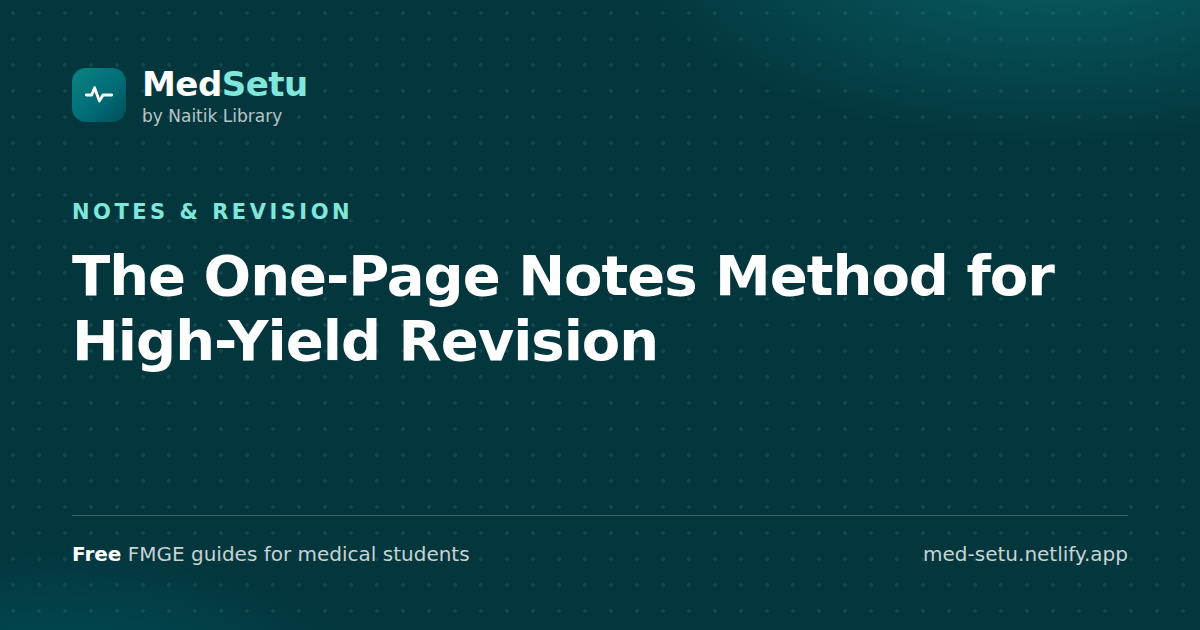 MedSetu
by Naitik Library
NOTES & REVISION
The One-Page Notes Method for
High-Yield Revision
Free FMGE guides for medical students
med-setu.netlify.app